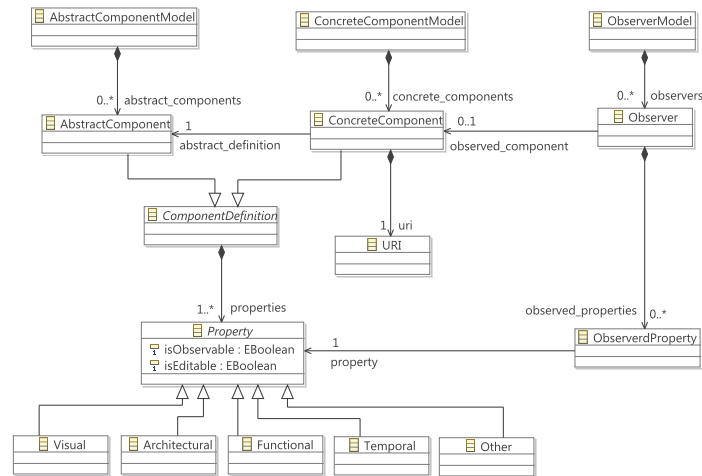 AbstractComponentModel
ConcreteComponentModel
ObserverModel
0..* abstract_components
0..* concrete_components
0..* observers
AbstractComponent
ConcreteComponent
Observer
1
abstract_definition
0..1
observed_component
ComponentDefinition
1 uri
URI
1..* properties
observed_properties 0..*
Property
isObservable : EBoolean
isEditable : EBoolean
1
property
ObserverdProperty
Visual
Architectural
Functional
Temporal
Other